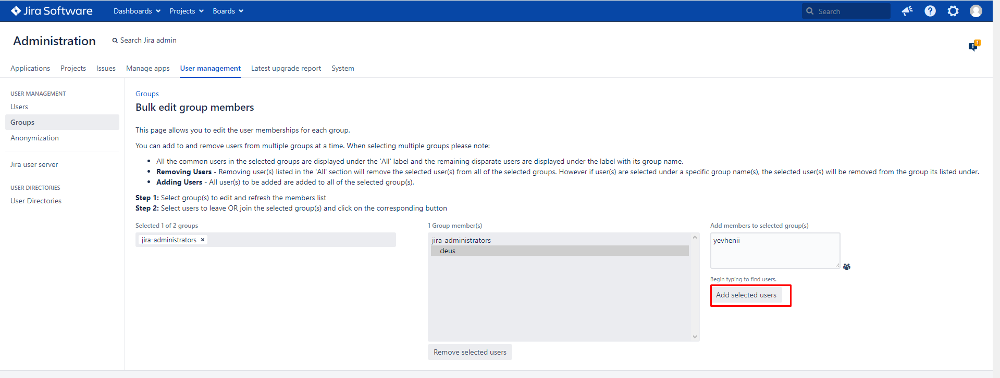 Jira Software
Dashboards Projects Boards
Search
Administration
Search Jira admin
1
Applications Projects Issues Manage apps User management Latest upgrade report System
USER MANAGEMENT
Users
Groups
Anonymization
Jira user server
USER DIRECTORIES
User Directories
Groups
Bulk edit group members
This page allows you to edit the user memberships for each group.
You can add to and remove users from multiple groups at a time. When selecting multiple groups please note:
• All the common users in the selected groups are displayed under the 'All' label and the remaining disparate users are displayed under the label with its group name.
• Removing Users - Removing user(s) listed in the 'All' section will remove the selected user(s) from all of the selected groups. However if user(s) are selected under a specific group name(s), the selected user(s) will be removed from the group its listed under.
• Adding Users - All user(s) to be added are added to all of the selected group(s).
Step 1: Select group(s) to edit and refresh the members list
Step 2: Select users to leave OR join the selected group(s) and click on the corresponding button
Selected 1 of 2 groups
jira-administrators ×
1 Group member(s)
jira-administrators
deus
Remove selected users
Add members to selected group(s)
yevhenii
Begin typing to find users.
Add selected users